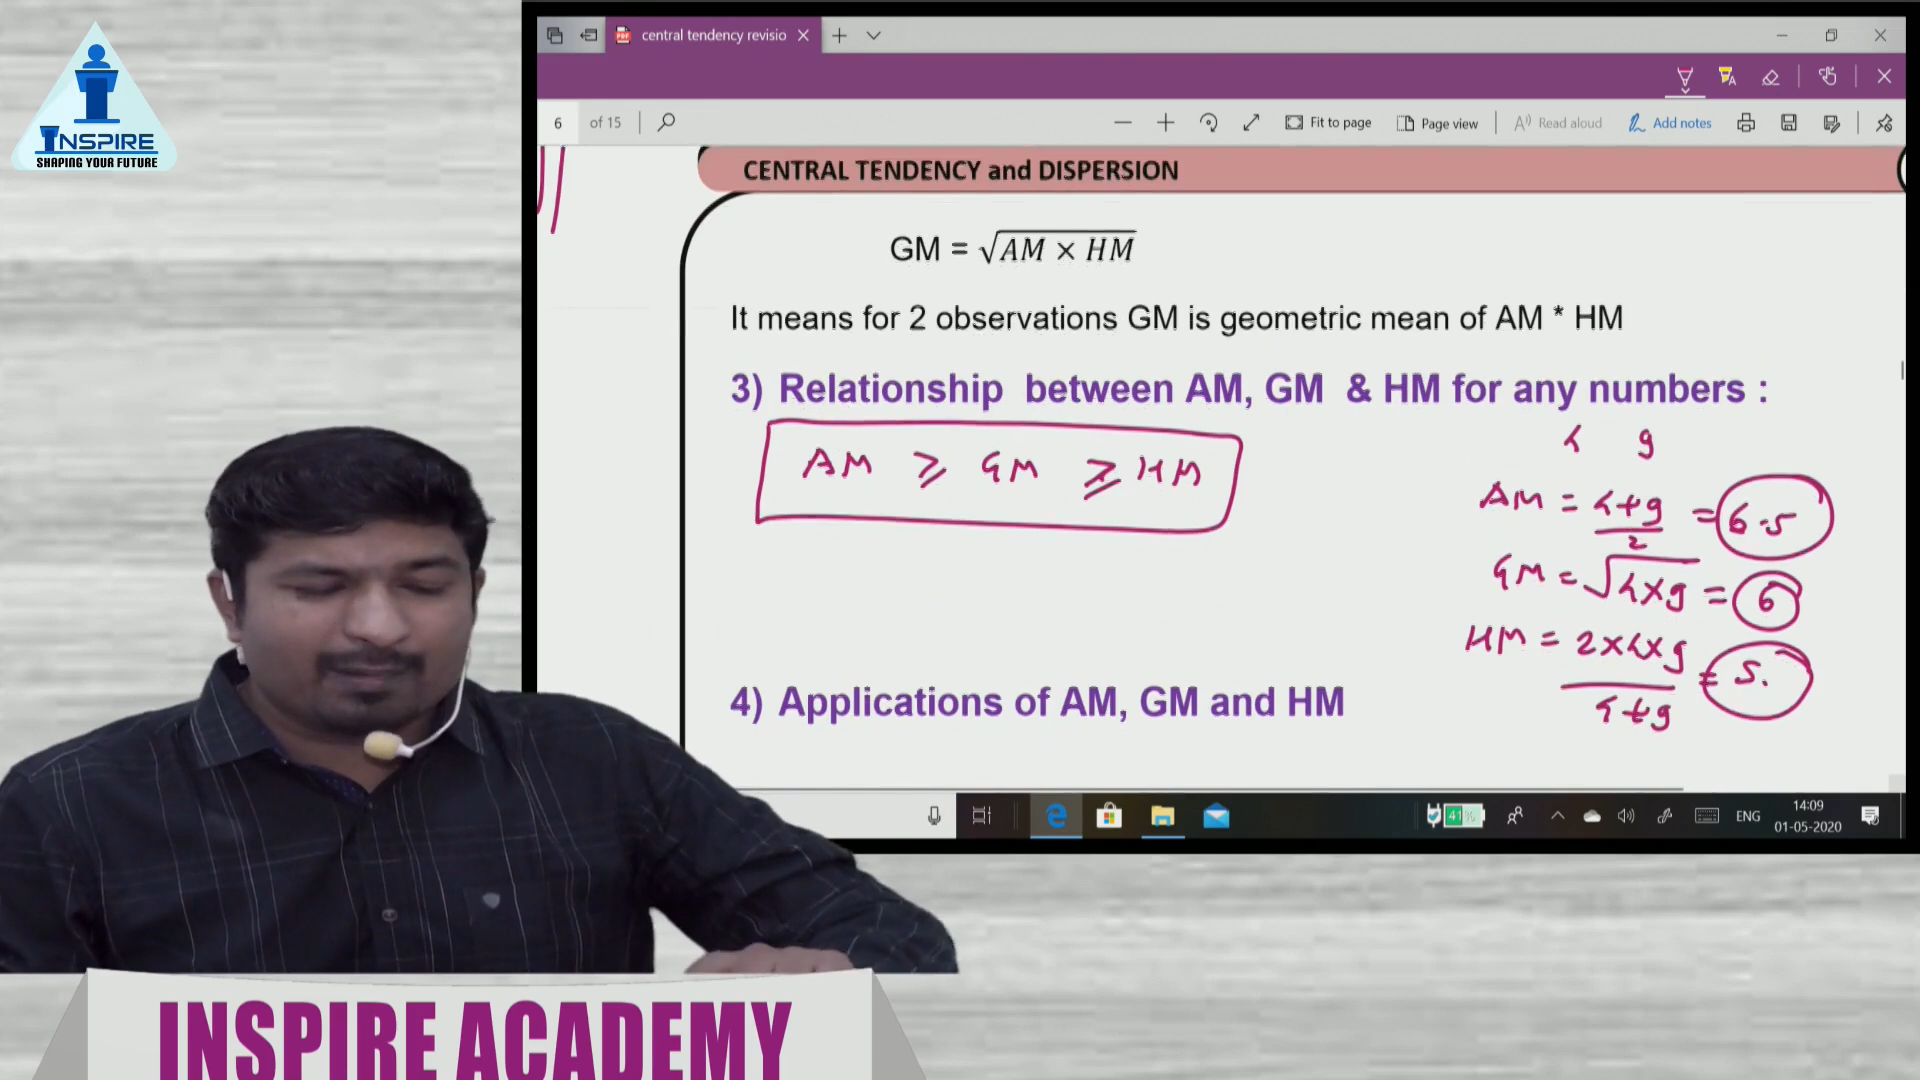 INSPIRE
SHAPING YOUR FUTURE
central tendency revisio
6 of 15
Fit to page
Page view
Read aloud
Add notes
CENTRAL TENDENCY and DISPERSION
GM = √AM × HM
It means for 2 observations GM is geometric mean of AM * HM
3) Relationship between AM, GM & HM for any numbers :
4 9
AM ≥ GM ≥ HM
AM = 4+9/2 = 6.5
GM = √4×9 = 6
HM = 2×4×9/4+9 = 5.
4) Applications of AM, GM and HM
41%
ENG
14:09
01-05-2020
INSPIRE ACADEMY